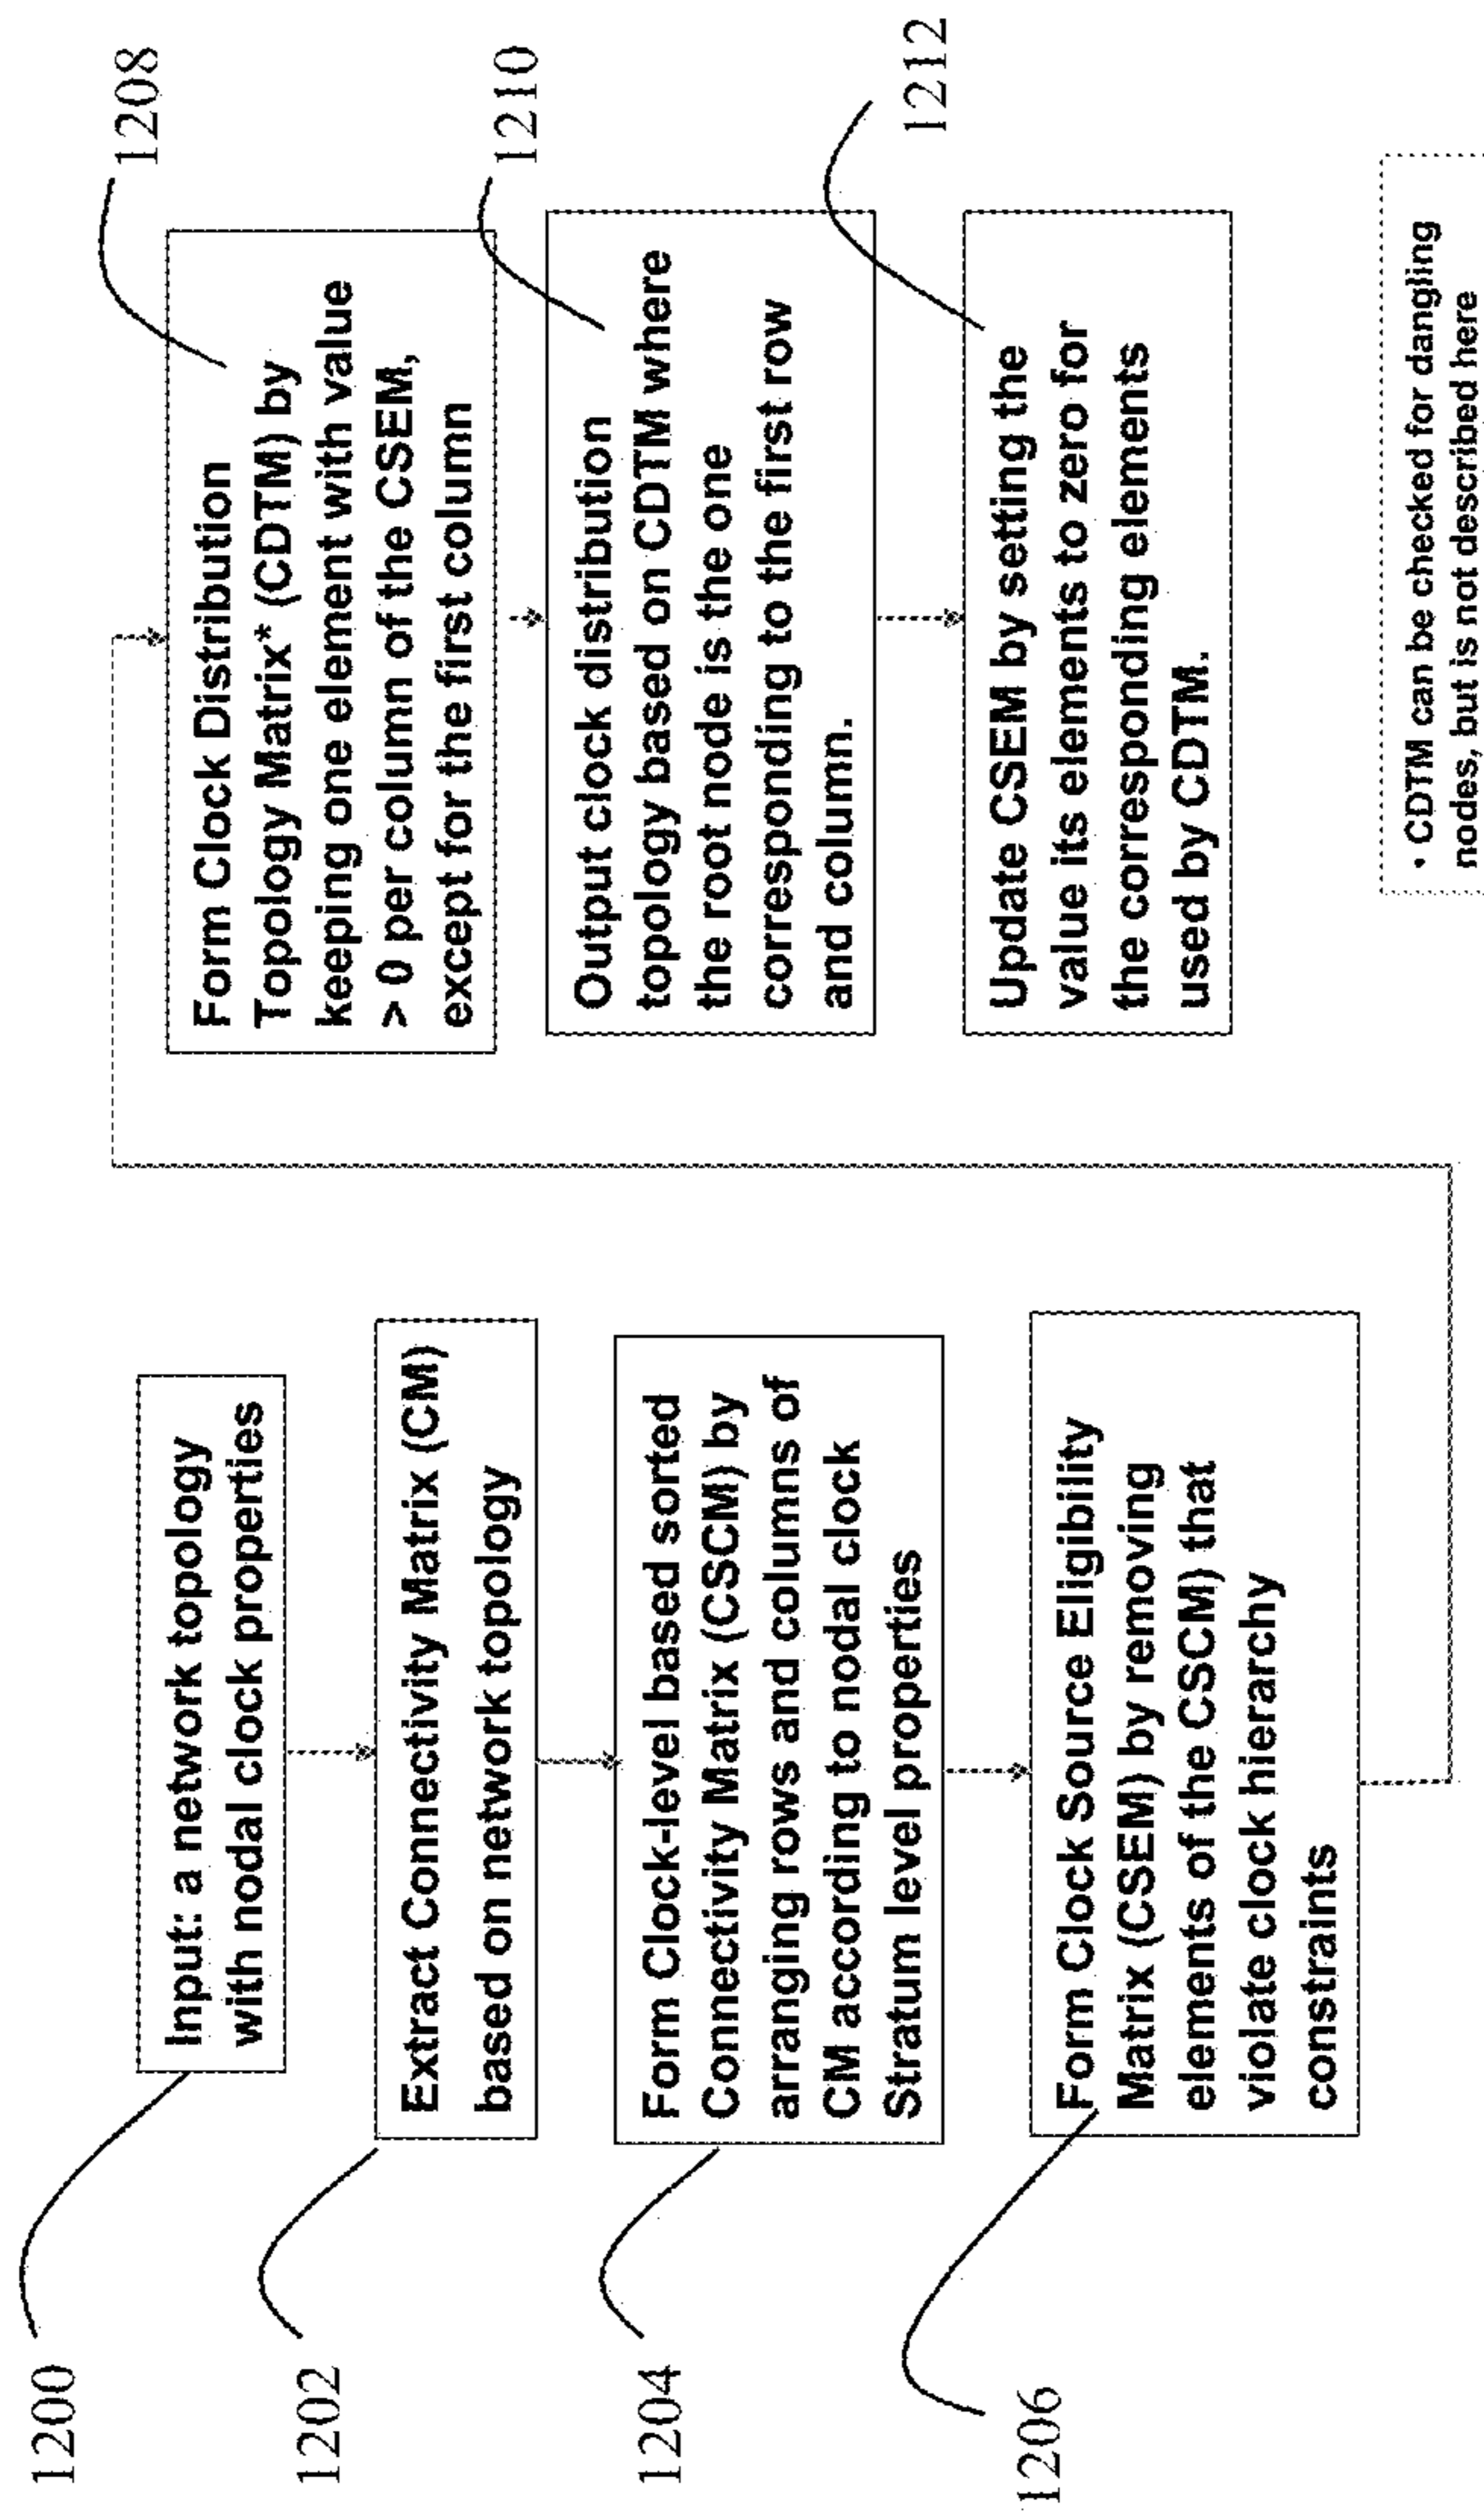 1200
Input: a network topology
with nodal clock properties
1202
Extract Connectivity Matrix (CM)
based on network topology
1204
Form Clock-level based sorted
Connectivity Matrix (CSCM) by
arranging rows and columns of
CM according to nodal clock
Stratum level properties
1206
Form Clock Source Eligibility
Matrix (CSEM) by removing
elements of the CSCM) that
violate clock hierarchy
constraints
1208
Form Clock Distribution
Topology Matrix* (CDTM) by
keeping one element with value
> 0 per column of the CSEM,
except for the first column
1210
Output clock distribution
topology based on CDTM where
the root node is the one
corresponding to the first row
and column.
1212
Update CSEM by setting the
value its elements to zero for
the corresponding elements
used by CDTM.
• CDTM can be checked for dangling
nodes, but is not described here